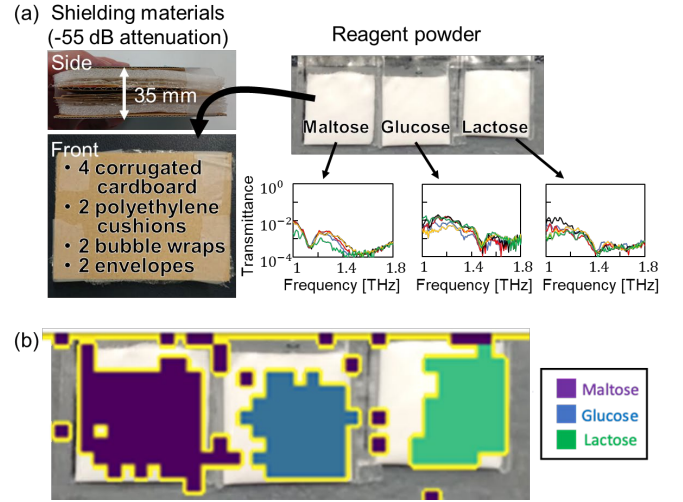 (a)
Shielding materials
(-55 dB attenuation)
Side
35 mm
Front
• 4 corrugated
cardboard
• 2 polyethylene
cushions
• 2 bubble wraps
• 2 envelopes
Reagent powder
Maltose
Glucose
Lactose
Transmittance
10⁰
10⁻²
10⁻⁴
1
1.4
1.8
Frequency [THz]
1
1.4
1.8
Frequency [THz]
1
1.4
1.8
Frequency [THz]
(b)
Maltose
Glucose
Lactose